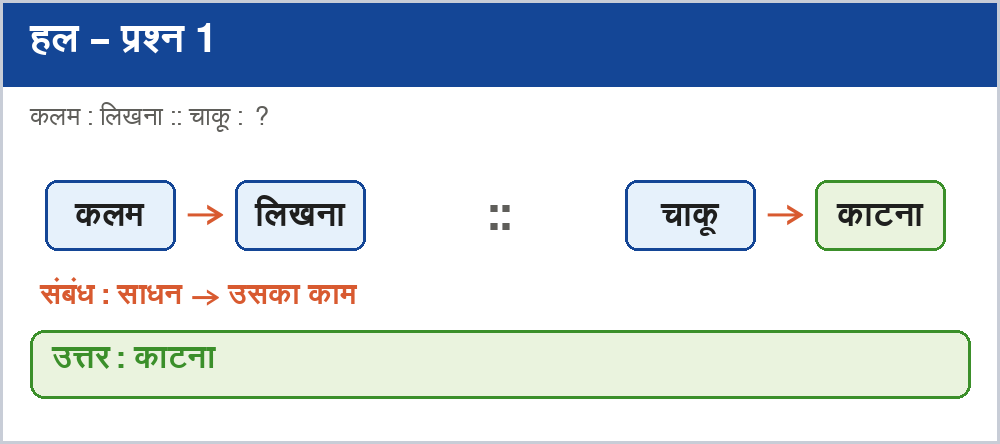 हल – प्रश्न 1
कलम : लिखना :: चाकू : ?
कलम → लिखना :: चाकू → काटना
संबंध : साधन → उसका काम
उत्तर : काटना